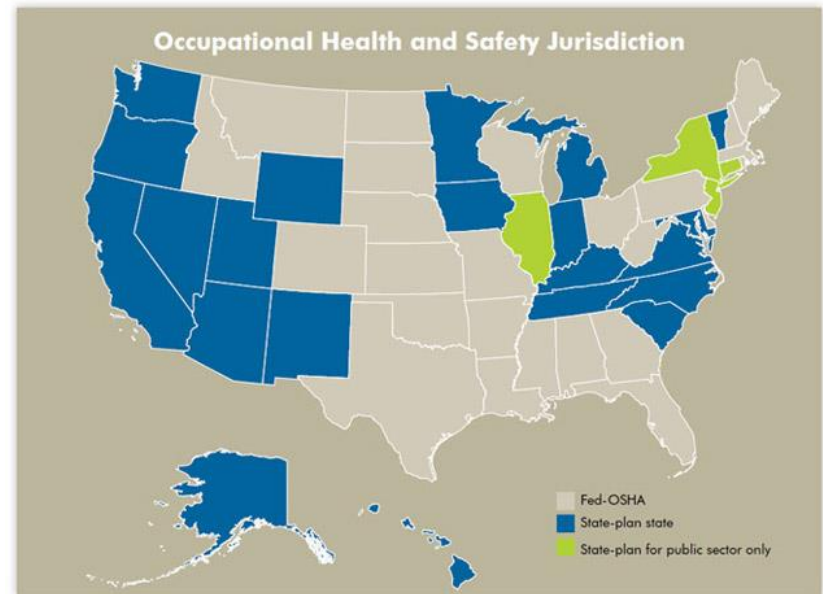 Occupational Health and Safety Jurisdiction
Fed-OSHA
State-plan state
State-plan for public sector only